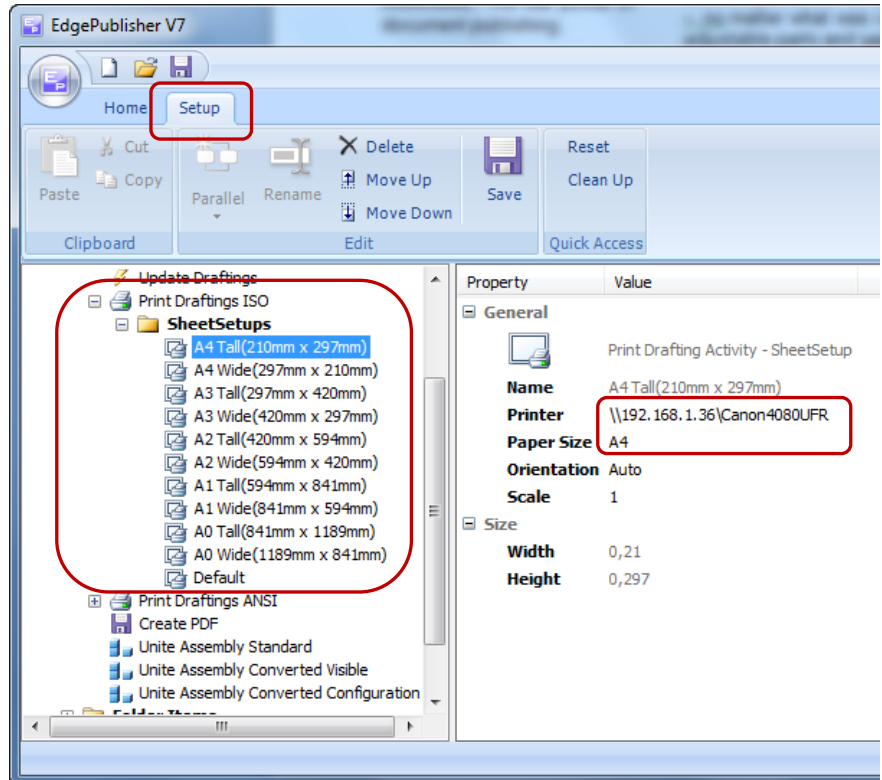 EdgePublisher V7
document publishing.
Home
Setup
Paste
Cut
Copy
Clipboard
Parallel
Rename
Delete
Move Up
Move Down
Edit
Save
Reset
Clean Up
Quick Access
Update Draftings
Print Draftings ISO
SheetSetups
A4 Tall(210mm x 297mm)
A4 Wide(297mm x 210mm)
A3 Tall(297mm x 420mm)
A3 Wide(420mm x 297mm)
A2 Tall(420mm x 594mm)
A2 Wide(594mm x 420mm)
A1 Tall(594mm x 841mm)
A1 Wide(841mm x 594mm)
A0 Tall(841mm x 1189mm)
A0 Wide(1189mm x 841mm)
Default
Print Draftings ANSI
Create PDF
Unite Assembly Standard
Unite Assembly Converted Visible
Unite Assembly Converted Configuration
Folder Items
Property Value
General
Print Drafting Activity - SheetSetup
Name A4 Tall(210mm x 297mm)
Printer \\192.168.1.36\Canon4080UFR
Paper Size A4
Orientation Auto
Scale 1
Size
Width 0,21
Height 0,297